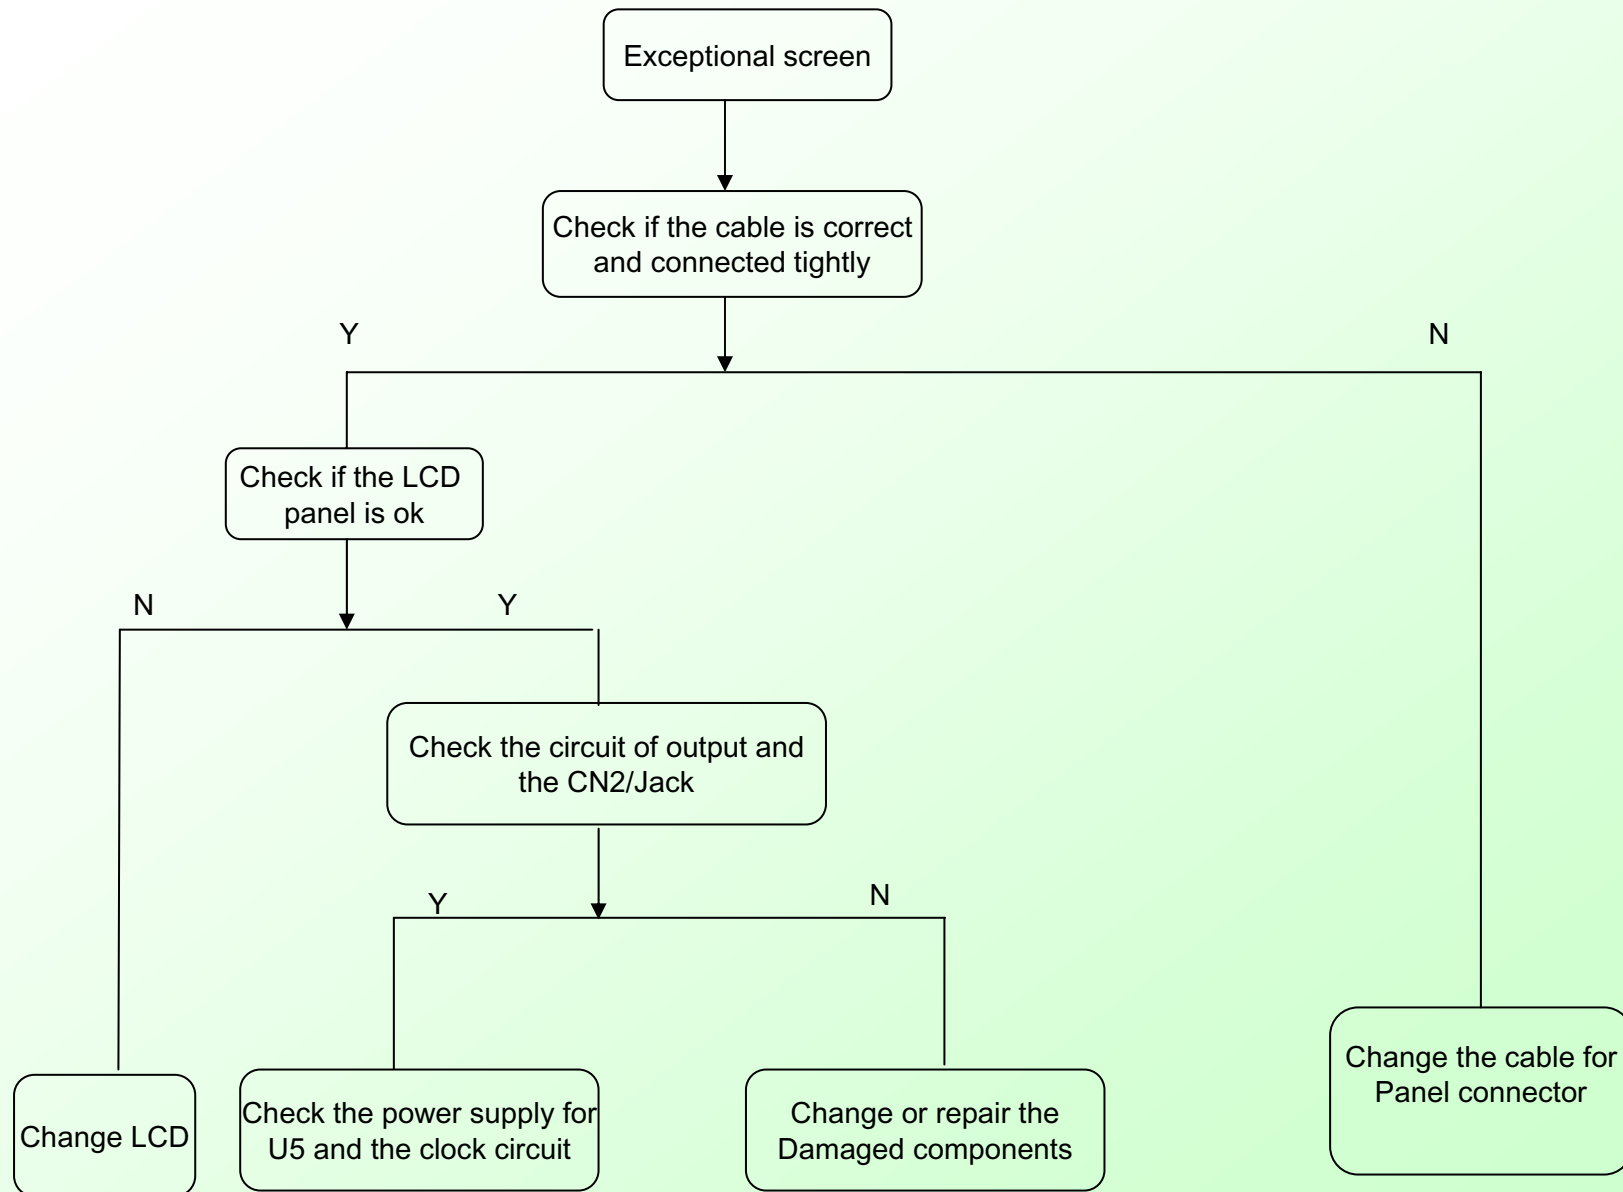 Exceptional screen
Check if the cable is correct
and connected tightly
Y
N
Check if the LCD
panel is ok
N
Y
Check the circuit of output and
the CN2/Jack
Y
N
Change LCD
Check the power supply for
U5 and the clock circuit
Change or repair the
Damaged components
Change the cable for
Panel connector